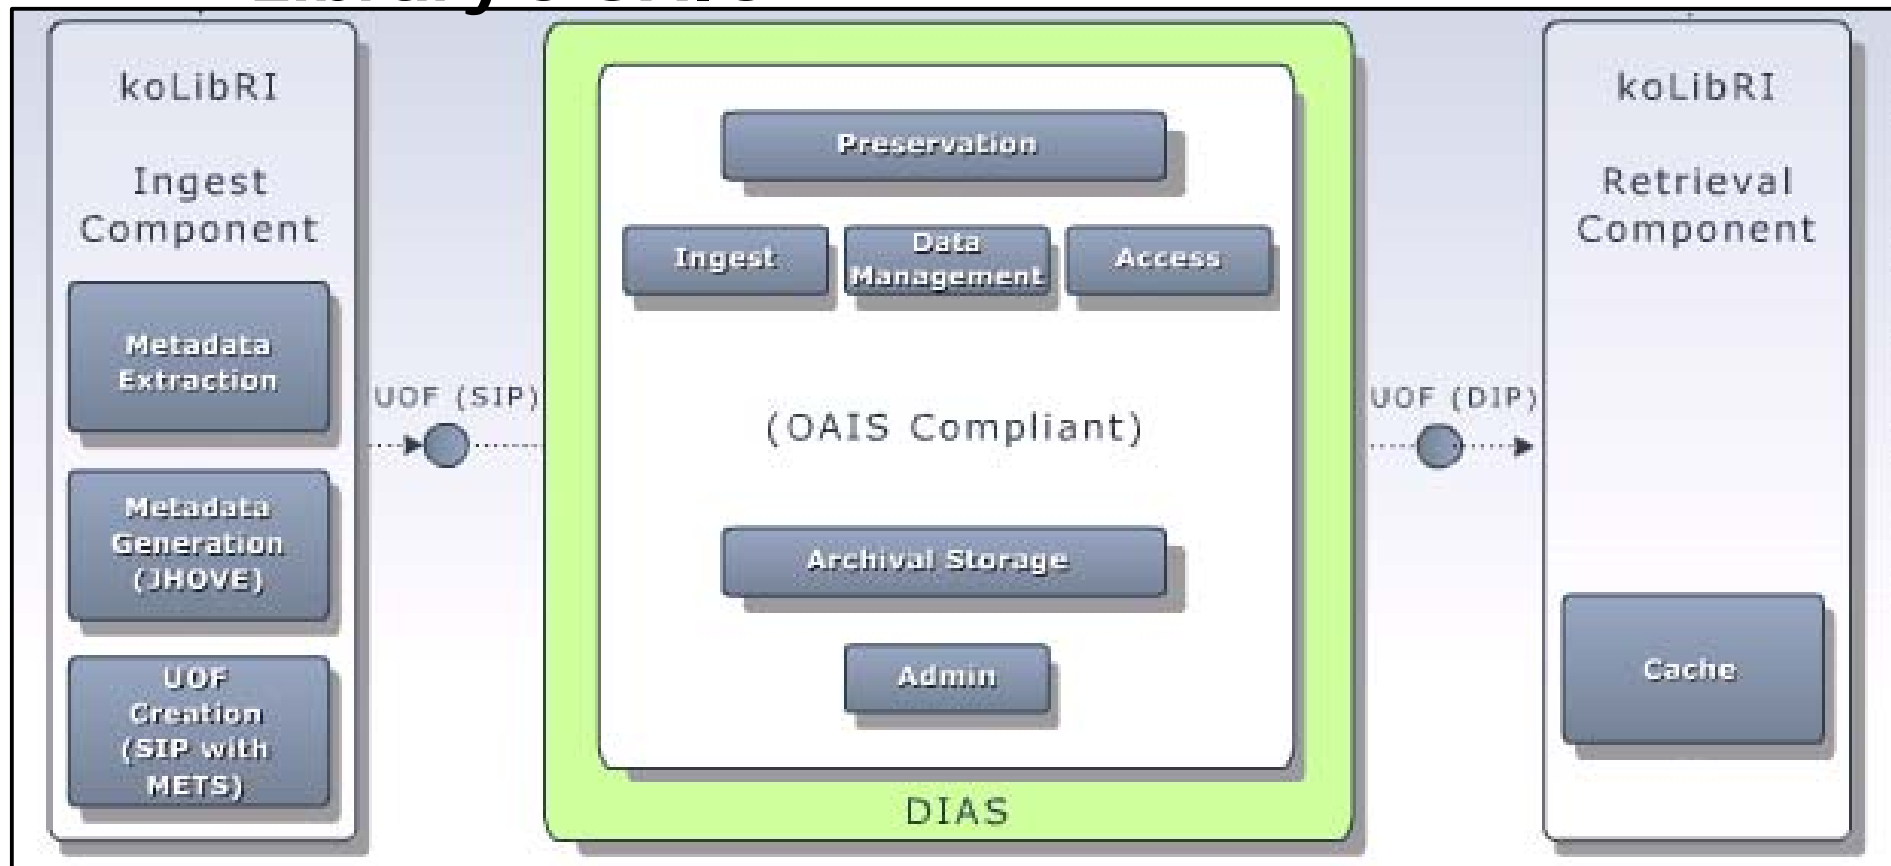 koLibRI
Ingest
Component
Metadata
Extraction
Metadata
Generation
(JHOVE)
UOF
Creation
(SIP with
METS)
UOF (SIP)
Preservation
Ingest
Data
Management
Access
(OAIS Compliant)
Archival Storage
Admin
DIAS
UOF (DIP)
koLibRI
Retrieval
Component
Cache